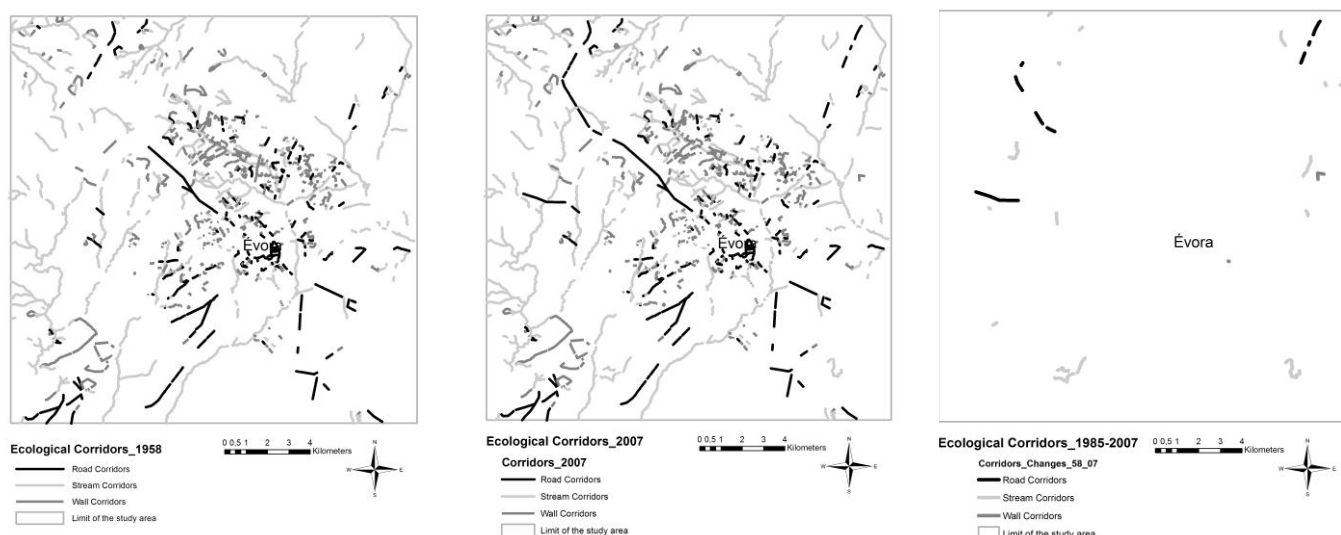 Évora
Ecological Corridors_1958
0 0,5 1 2 3 4
Kilometers
Road Corridors
Stream Corridors
Wall Corridors
Limit of the study area
N
W E
S
Évora
Ecological Corridors_2007
0 0,5 1 2 3 4
Kilometers
Corridors_2007
Road Corridors
Stream Corridors
Wall Corridors
Limit of the study area
N
W E
S
Évora
Ecological Corridors_1985-2007
0 0,5 1 2 3 4
Kilometers
Corridors_Changes_58_07
Road Corridors
Stream Corridors
Wall Corridors
Limit of the study area
N
W E
S